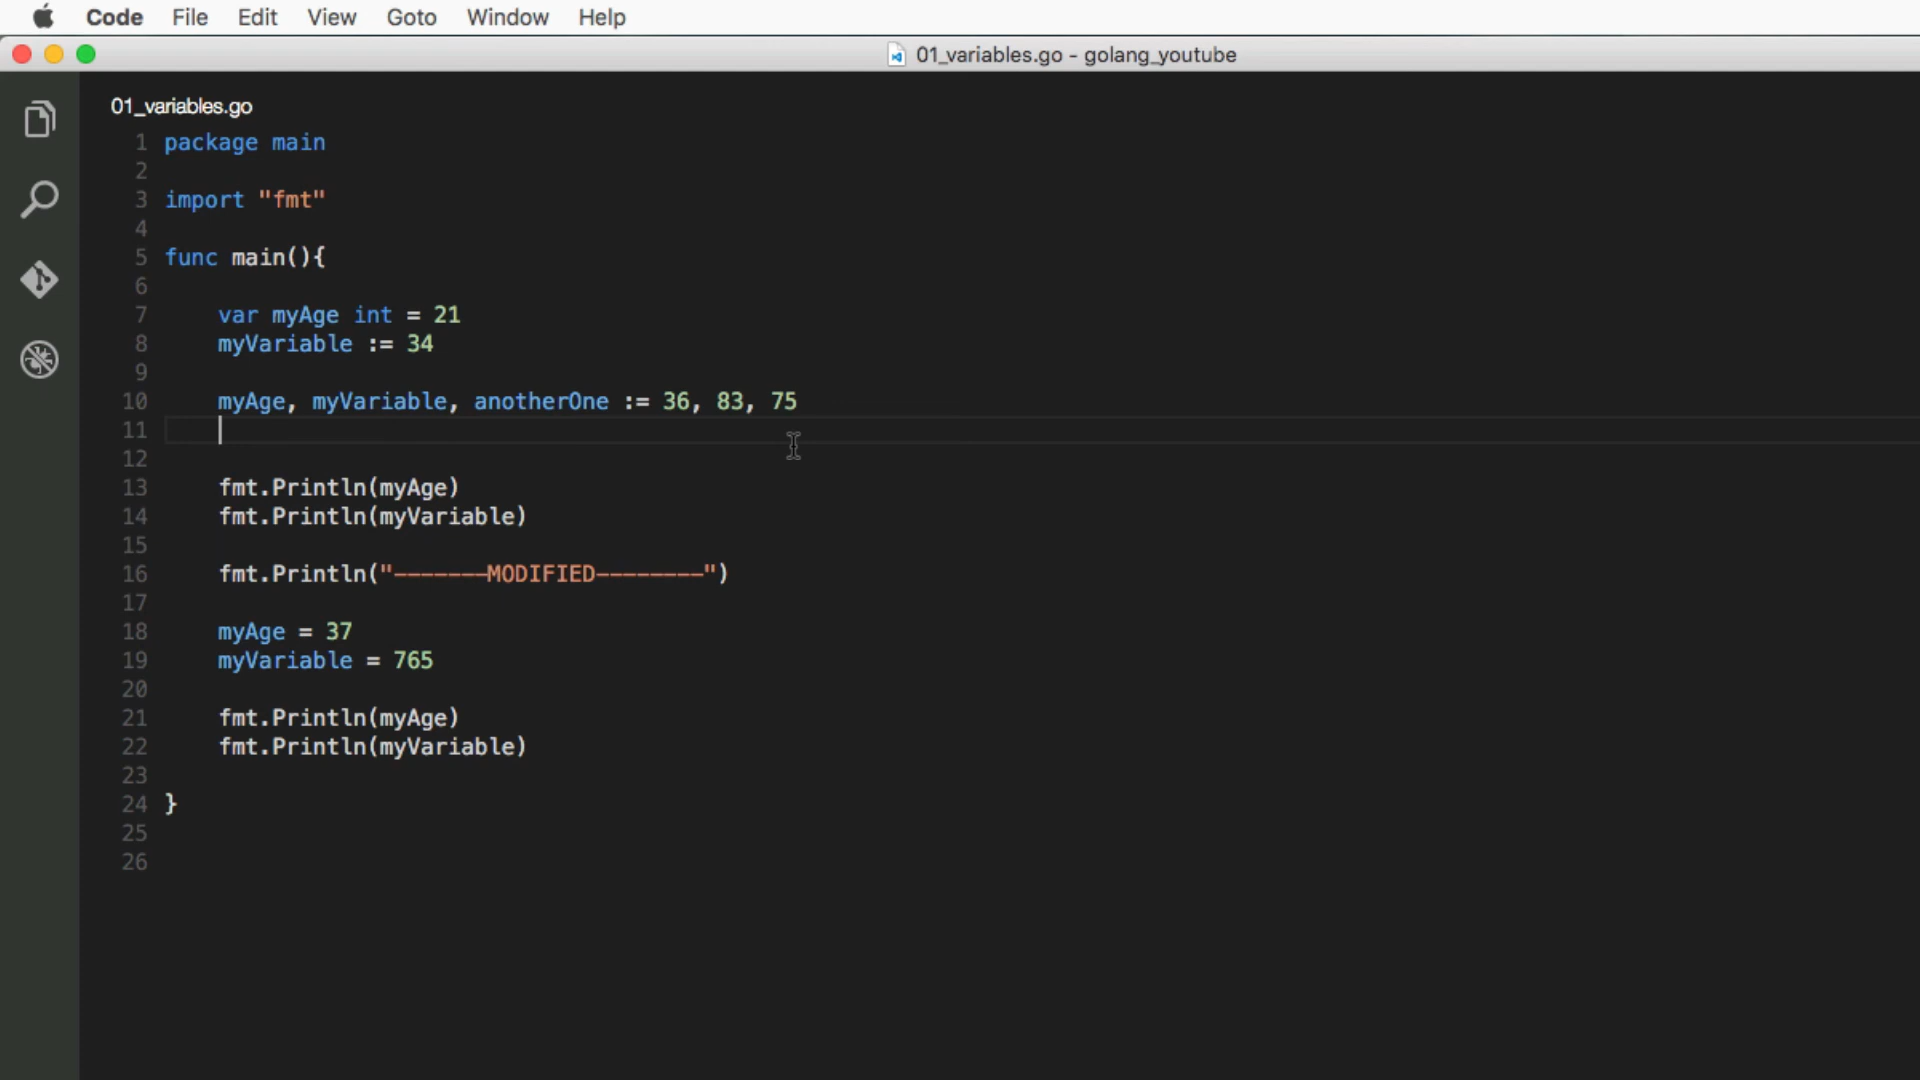 Code File Edit View Goto Window Help
01_variables.go - golang_youtube
01_variables.go
1 package main
2
3 import "fmt"
4
5 func main(){
6
7 var myAge int = 21
8 myVariable := 34
9
10 myAge, myVariable, anotherOne := 36, 83, 75
11
12
13 fmt.Println(myAge)
14 fmt.Println(myVariable)
15
16 fmt.Println("-------MODIFIED--------")
17
18 myAge = 37
19 myVariable = 765
20
21 fmt.Println(myAge)
22 fmt.Println(myVariable)
23
24 }
25
26